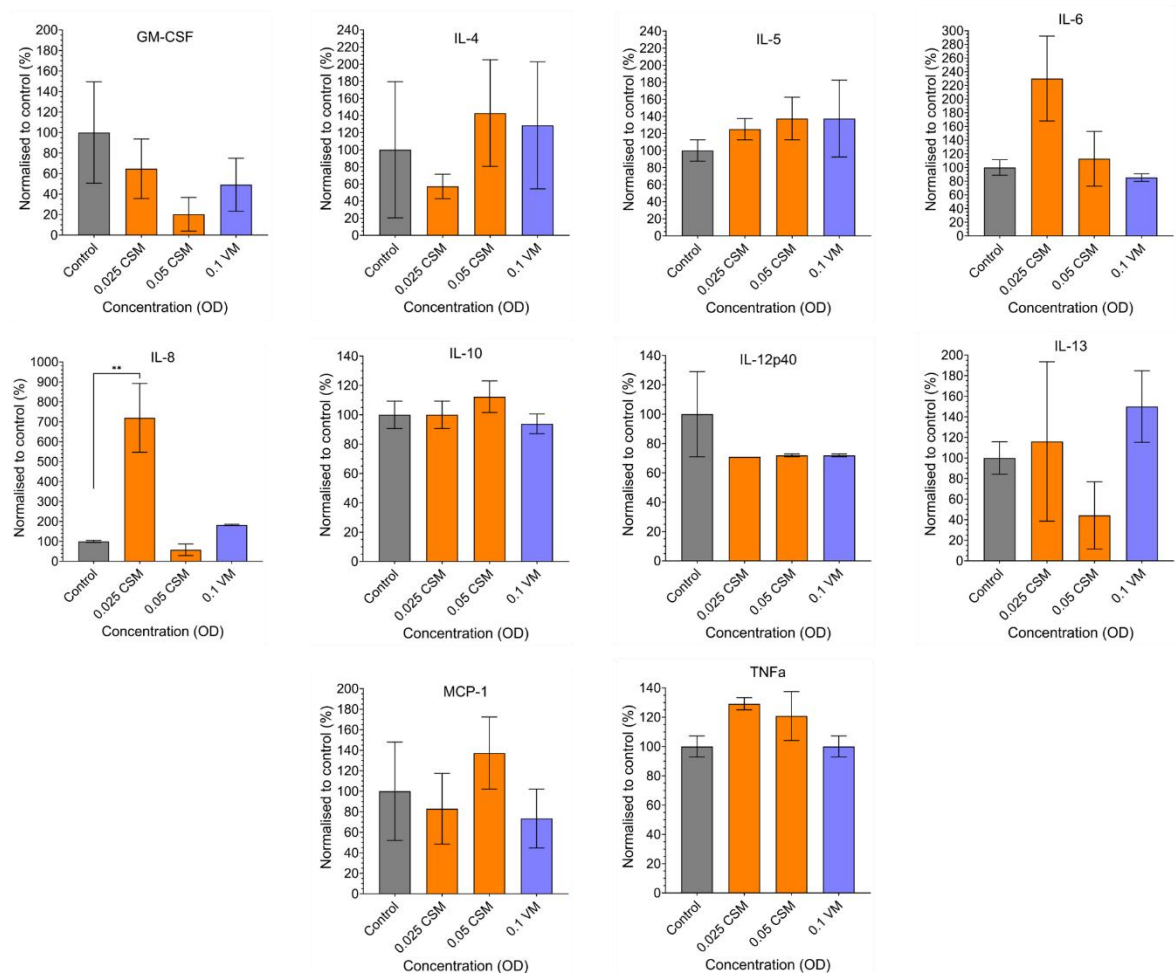 GM-CSF
Normalised to control (%)
200
180
160
140
120
100
80
60
40
20
0
Control
0.025 CSM
0.05 CSM
0.1 VM
Concentration (OD)
IL-4
Normalised to control (%)
240
220
200
180
160
140
120
100
80
60
40
20
0
Control
0.025 CSM
0.05 CSM
0.1 VM
Concentration (OD)
IL-5
Normalised to control (%)
240
220
200
180
160
140
120
100
80
60
40
20
0
Control
0.025 CSM
0.05 CSM
0.1 VM
Concentration (OD)
IL-6
Normalised to control (%)
300
280
260
240
220
200
180
160
140
120
100
80
60
40
20
0
Control
0.025 CSM
0.05 CSM
0.1 VM
Concentration (OD)
IL-8
Normalised to control (%)
1000
900
800
700
600
500
400
300
200
100
0
**
Control
0.025 CSM
0.05 CSM
0.1 VM
Concentration (OD)
IL-10
Normalised to control (%)
140
120
100
80
60
40
20
0
Control
0.025 CSM
0.05 CSM
0.1 VM
Concentration (OD)
IL-12p40
Normalised to control (%)
140
120
100
80
60
40
20
0
Control
0.025 CSM
0.05 CSM
0.1 VM
Concentration (OD)
IL-13
Normalised to control (%)
200
180
160
140
120
100
80
60
40
20
0
Control
0.025 CSM
0.05 CSM
0.1 VM
Concentration (OD)
MCP-1
Normalised to control (%)
200
180
160
140
120
100
80
60
40
20
0
Control
0.025 CSM
0.05 CSM
0.1 VM
Concentration (OD)
TNFa
Normalised to control (%)
140
120
100
80
60
40
20
0
Control
0.025 CSM
0.05 CSM
0.1 VM
Concentration (OD)